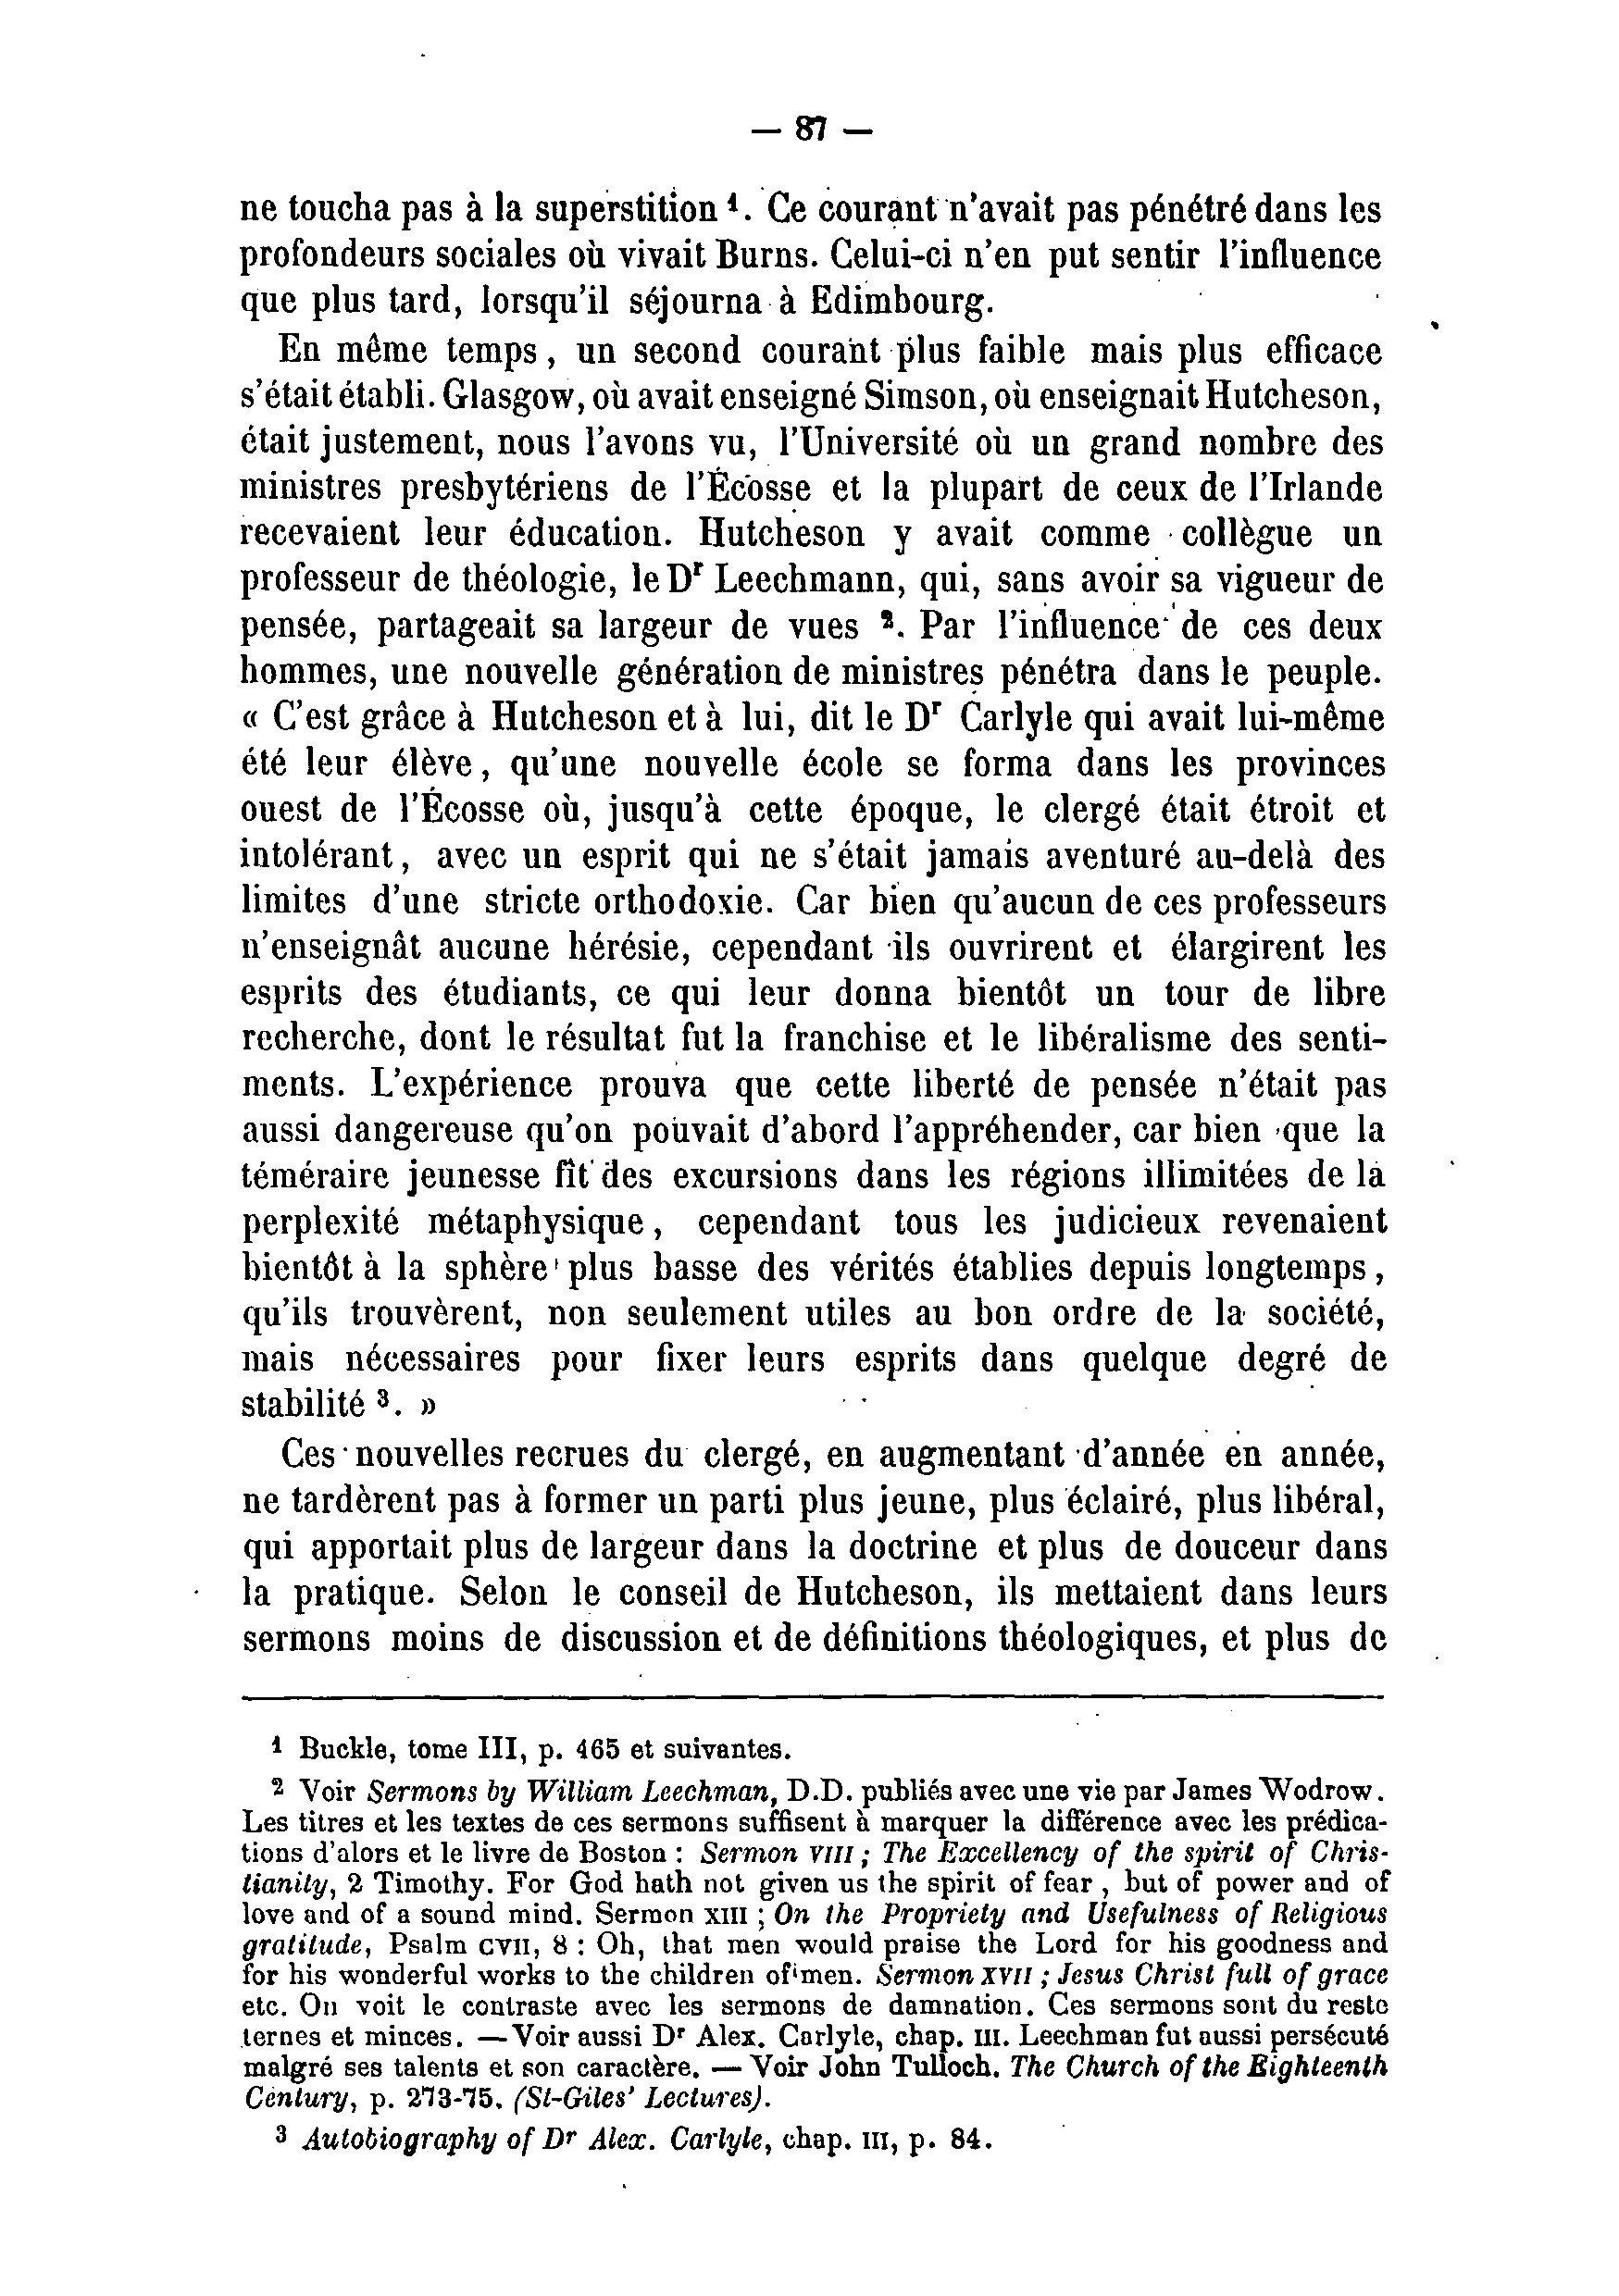 — 87 —
ne toucha pas à la superstition ¹. Ce courant n'avait pas pénétré dans les
profondeurs sociales où vivait Burns. Celui-ci n'en put sentir l'influence
que plus tard, lorsqu'il séjourna à Edimbourg.
En même temps, un second courant plus faible mais plus efficace
s'était établi. Glasgow, où avait enseigné Simson, où enseignait Hutcheson,
était justement, nous l'avons vu, l'Université où un grand nombre des
ministres presbytériens de l'Écosse et la plupart de ceux de l'Irlande
recevaient leur éducation. Hutcheson y avait comme collègue un
professeur de théologie, le Dʳ Leechmann, qui, sans avoir sa vigueur de
pensée, partageait sa largeur de vues ². Par l'influence de ces deux
hommes, une nouvelle génération de ministres pénétra dans le peuple.
« C'est grâce à Hutcheson et à lui, dit le Dʳ Carlyle qui avait lui-même
été leur élève, qu'une nouvelle école se forma dans les provinces
ouest de l'Écosse où, jusqu'à cette époque, le clergé était étroit et
intolérant, avec un esprit qui ne s'était jamais aventuré au-delà des
limites d'une stricte orthodoxie. Car bien qu'aucun de ces professeurs
n'enseignât aucune hérésie, cependant ils ouvrirent et élargirent les
esprits des étudiants, ce qui leur donna bientôt un tour de libre
recherche, dont le résultat fut la franchise et le libéralisme des senti-
ments. L'expérience prouva que cette liberté de pensée n'était pas
aussi dangereuse qu'on pouvait d'abord l'appréhender, car bien que la
téméraire jeunesse fît des excursions dans les régions illimitées de la
perplexité métaphysique, cependant tous les judicieux revenaient
bientôt à la sphère plus basse des vérités établies depuis longtemps,
qu'ils trouvèrent, non seulement utiles au bon ordre de la société,
mais nécessaires pour fixer leurs esprits dans quelque degré de
stabilité ³. »
Ces nouvelles recrues du clergé, en augmentant d'année en année,
ne tardèrent pas à former un parti plus jeune, plus éclairé, plus libéral,
qui apportait plus de largeur dans la doctrine et plus de douceur dans
la pratique. Selon le conseil de Hutcheson, ils mettaient dans leurs
sermons moins de discussion et de définitions théologiques, et plus de
¹ Buckle, tome III, p. 465 et suivantes.
² Voir Sermons by William Leechman, D.D. publiés avec une vie par James Wodrow.
Les titres et les textes de ces sermons suffisent à marquer la différence avec les prédica-
tions d'alors et le livre de Boston : Sermon VIII ; The Excellency of the spirit of Chris-
tianity, 2 Timothy. For God hath not given us the spirit of fear, but of power and of
love and of a sound mind. Sermon XIII ; On the Propriety and Usefulness of Religious
gratitude, Psalm CVII, 8 : Oh, that men would praise the Lord for his goodness and
for his wonderful works to the children of men. Sermon XVII ; Jesus Christ full of grace
etc. On voit le contraste avec les sermons de damnation. Ces sermons sont du reste
ternes et minces. — Voir aussi Dʳ Alex. Carlyle, chap. III. Leechman fut aussi persécuté
malgré ses talents et son caractère. — Voir John Tulloch. The Church of the Eighteenth
Century, p. 273-75. (St-Giles' Lectures).
³ Autobiography of Dʳ Alex. Carlyle, chap. III, p. 84.